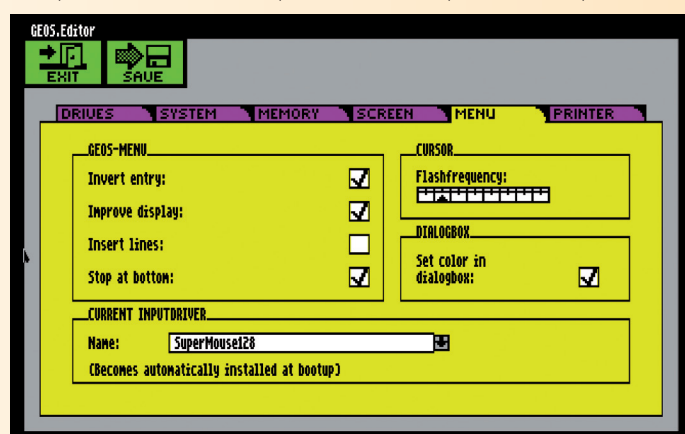 GEOS.Editor
EXIT
SAVE
DRIVES SYSTEM MEMORY SCREEN MENU PRINTER
GEOS-MENU
Invert entry:
Improve display:
Insert lines:
Stop at bottom:
CURSOR
Flashfrequency:
DIALOGBOX
Set color in
dialogbox:
CURRENT INPUTDRIVER
Name: SuperMouse128
(Becomes automatically installed at bootup)